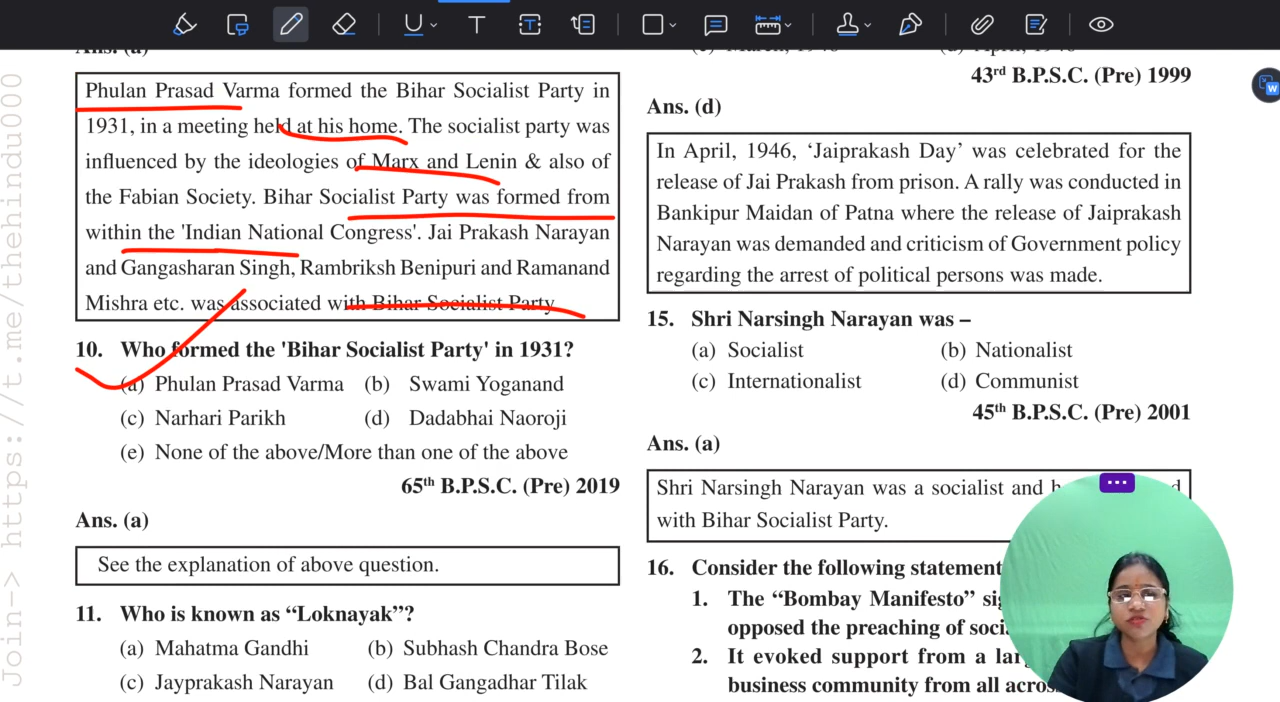 Join-> https://t.me/thehindu000
Phulan Prasad Varma formed the Bihar Socialist Party in
1931, in a meeting held at his home. The socialist party was
influenced by the ideologies of Marx and Lenin & also of
the Fabian Society. Bihar Socialist Party was formed from
within the 'Indian National Congress'. Jai Prakash Narayan
and Gangasharan Singh, Rambriksh Benipuri and Ramanand
Mishra etc. was associated with Bihar Socialist Party
10. Who formed the 'Bihar Socialist Party' in 1931?
(a) Phulan Prasad Varma (b) Swami Yoganand
(c) Narhari Parikh (d) Dadabhai Naoroji
(e) None of the above/More than one of the above
65th B.P.S.C. (Pre) 2019
Ans. (a)
See the explanation of above question.
11. Who is known as “Loknayak”?
(a) Mahatma Gandhi (b) Subhash Chandra Bose
(c) Jayprakash Narayan (d) Bal Gangadhar Tilak
43rd B.P.S.C. (Pre) 1999
Ans. (d)
In April, 1946, ‘Jaiprakash Day’ was celebrated for the
release of Jai Prakash from prison. A rally was conducted in
Bankipur Maidan of Patna where the release of Jaiprakash
Narayan was demanded and criticism of Government policy
regarding the arrest of political persons was made.
15. Shri Narsingh Narayan was –
(a) Socialist (b) Nationalist
(c) Internationalist (d) Communist
45th B.P.S.C. (Pre) 2001
Ans. (a)
Shri Narsingh Narayan was a socialist and
with Bihar Socialist Party.
16. Consider the following statement
1. The “Bombay Manifesto”
opposed the preaching of
2. It evoked support from a
business community from all